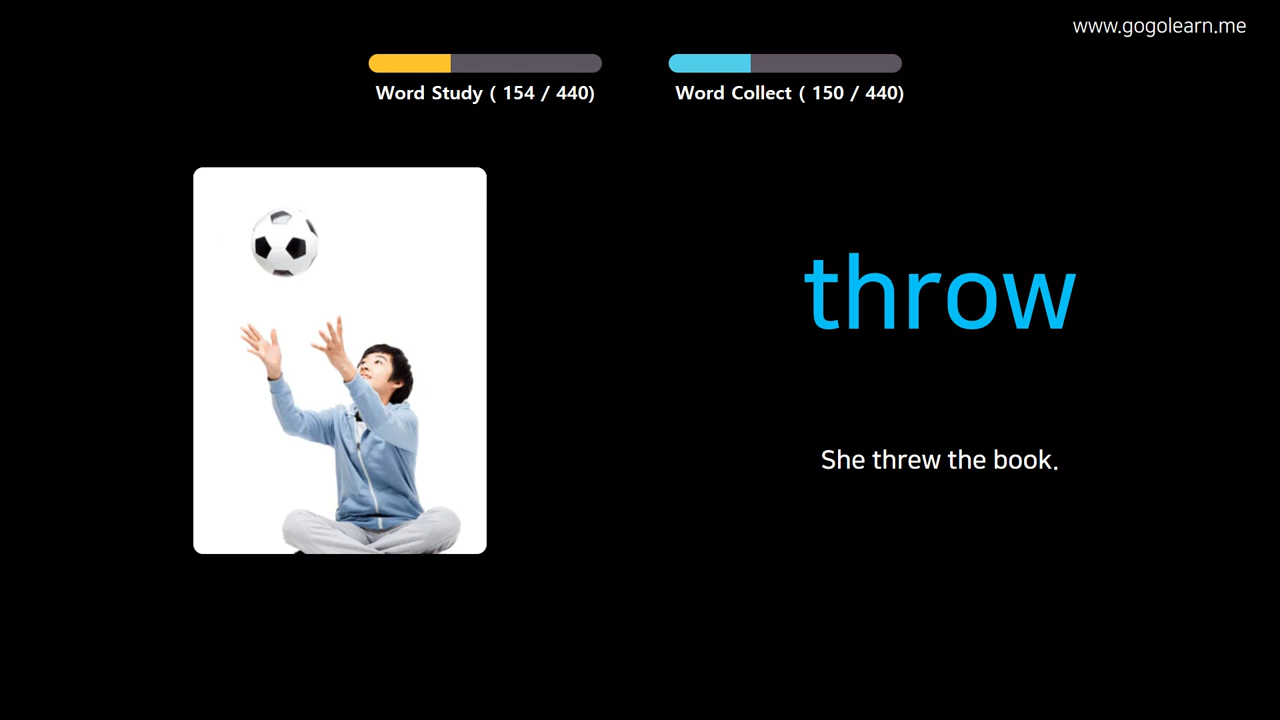 www.gogolearn.me
Word Study ( 154 / 440)
Word Collect ( 150 / 440)
throw
She threw the book.